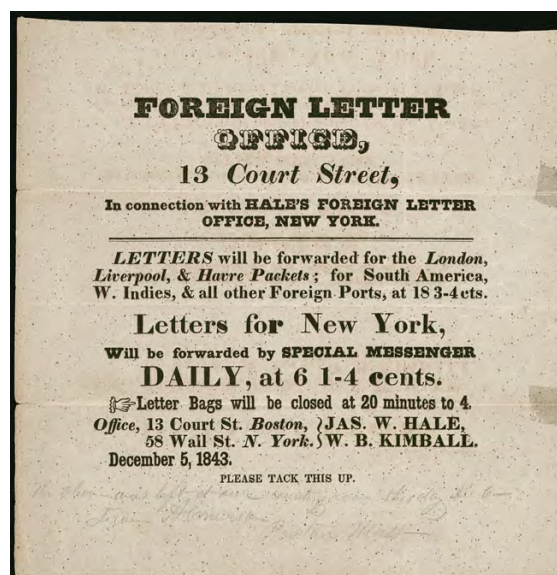 FOREIGN LETTER
OFFICE,
13 Court Street,
In connection with HALE'S FOREIGN LETTER
OFFICE, NEW YORK.
LETTERS will be forwarded for the London,
Liverpool, & Havre Packets; for South America,
W. Indies, & all other Foreign Ports, at 18 3-4 cts.
Letters for New York,
Will be forwarded by SPECIAL MESSENGER
DAILY, at 6 1-4 cents.
☞Letter Bags will be closed at 20 minutes to 4.
Office, 13 Court St. Boston, } JAS. W. HALE,
58 Wall St. N. York. } W. B. KIMBALL.
December 5, 1843.
PLEASE TACK THIS UP.